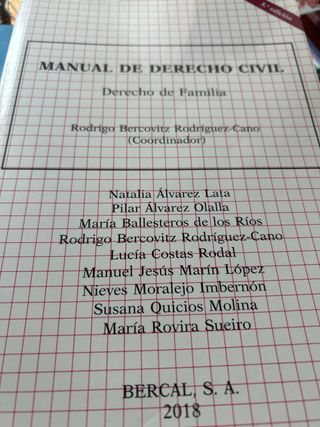 5.ª edición
MANUAL DE DERECHO CIVIL
Derecho de Familia
Rodrigo Bercovitz Rodríguez-Cano
(Coordinador)
Natalia Álvarez Lata
Pilar Álvarez Olalla
María Ballesteros de los Ríos
Rodrigo Bercovitz Rodríguez-Cano
Lucía Costas Rodal
Manuel Jesús Marín López
Nieves Moralejo Imbernón
Susana Quicios Molina
María Rovira Sueiro
BERCAL, S. A.
2018